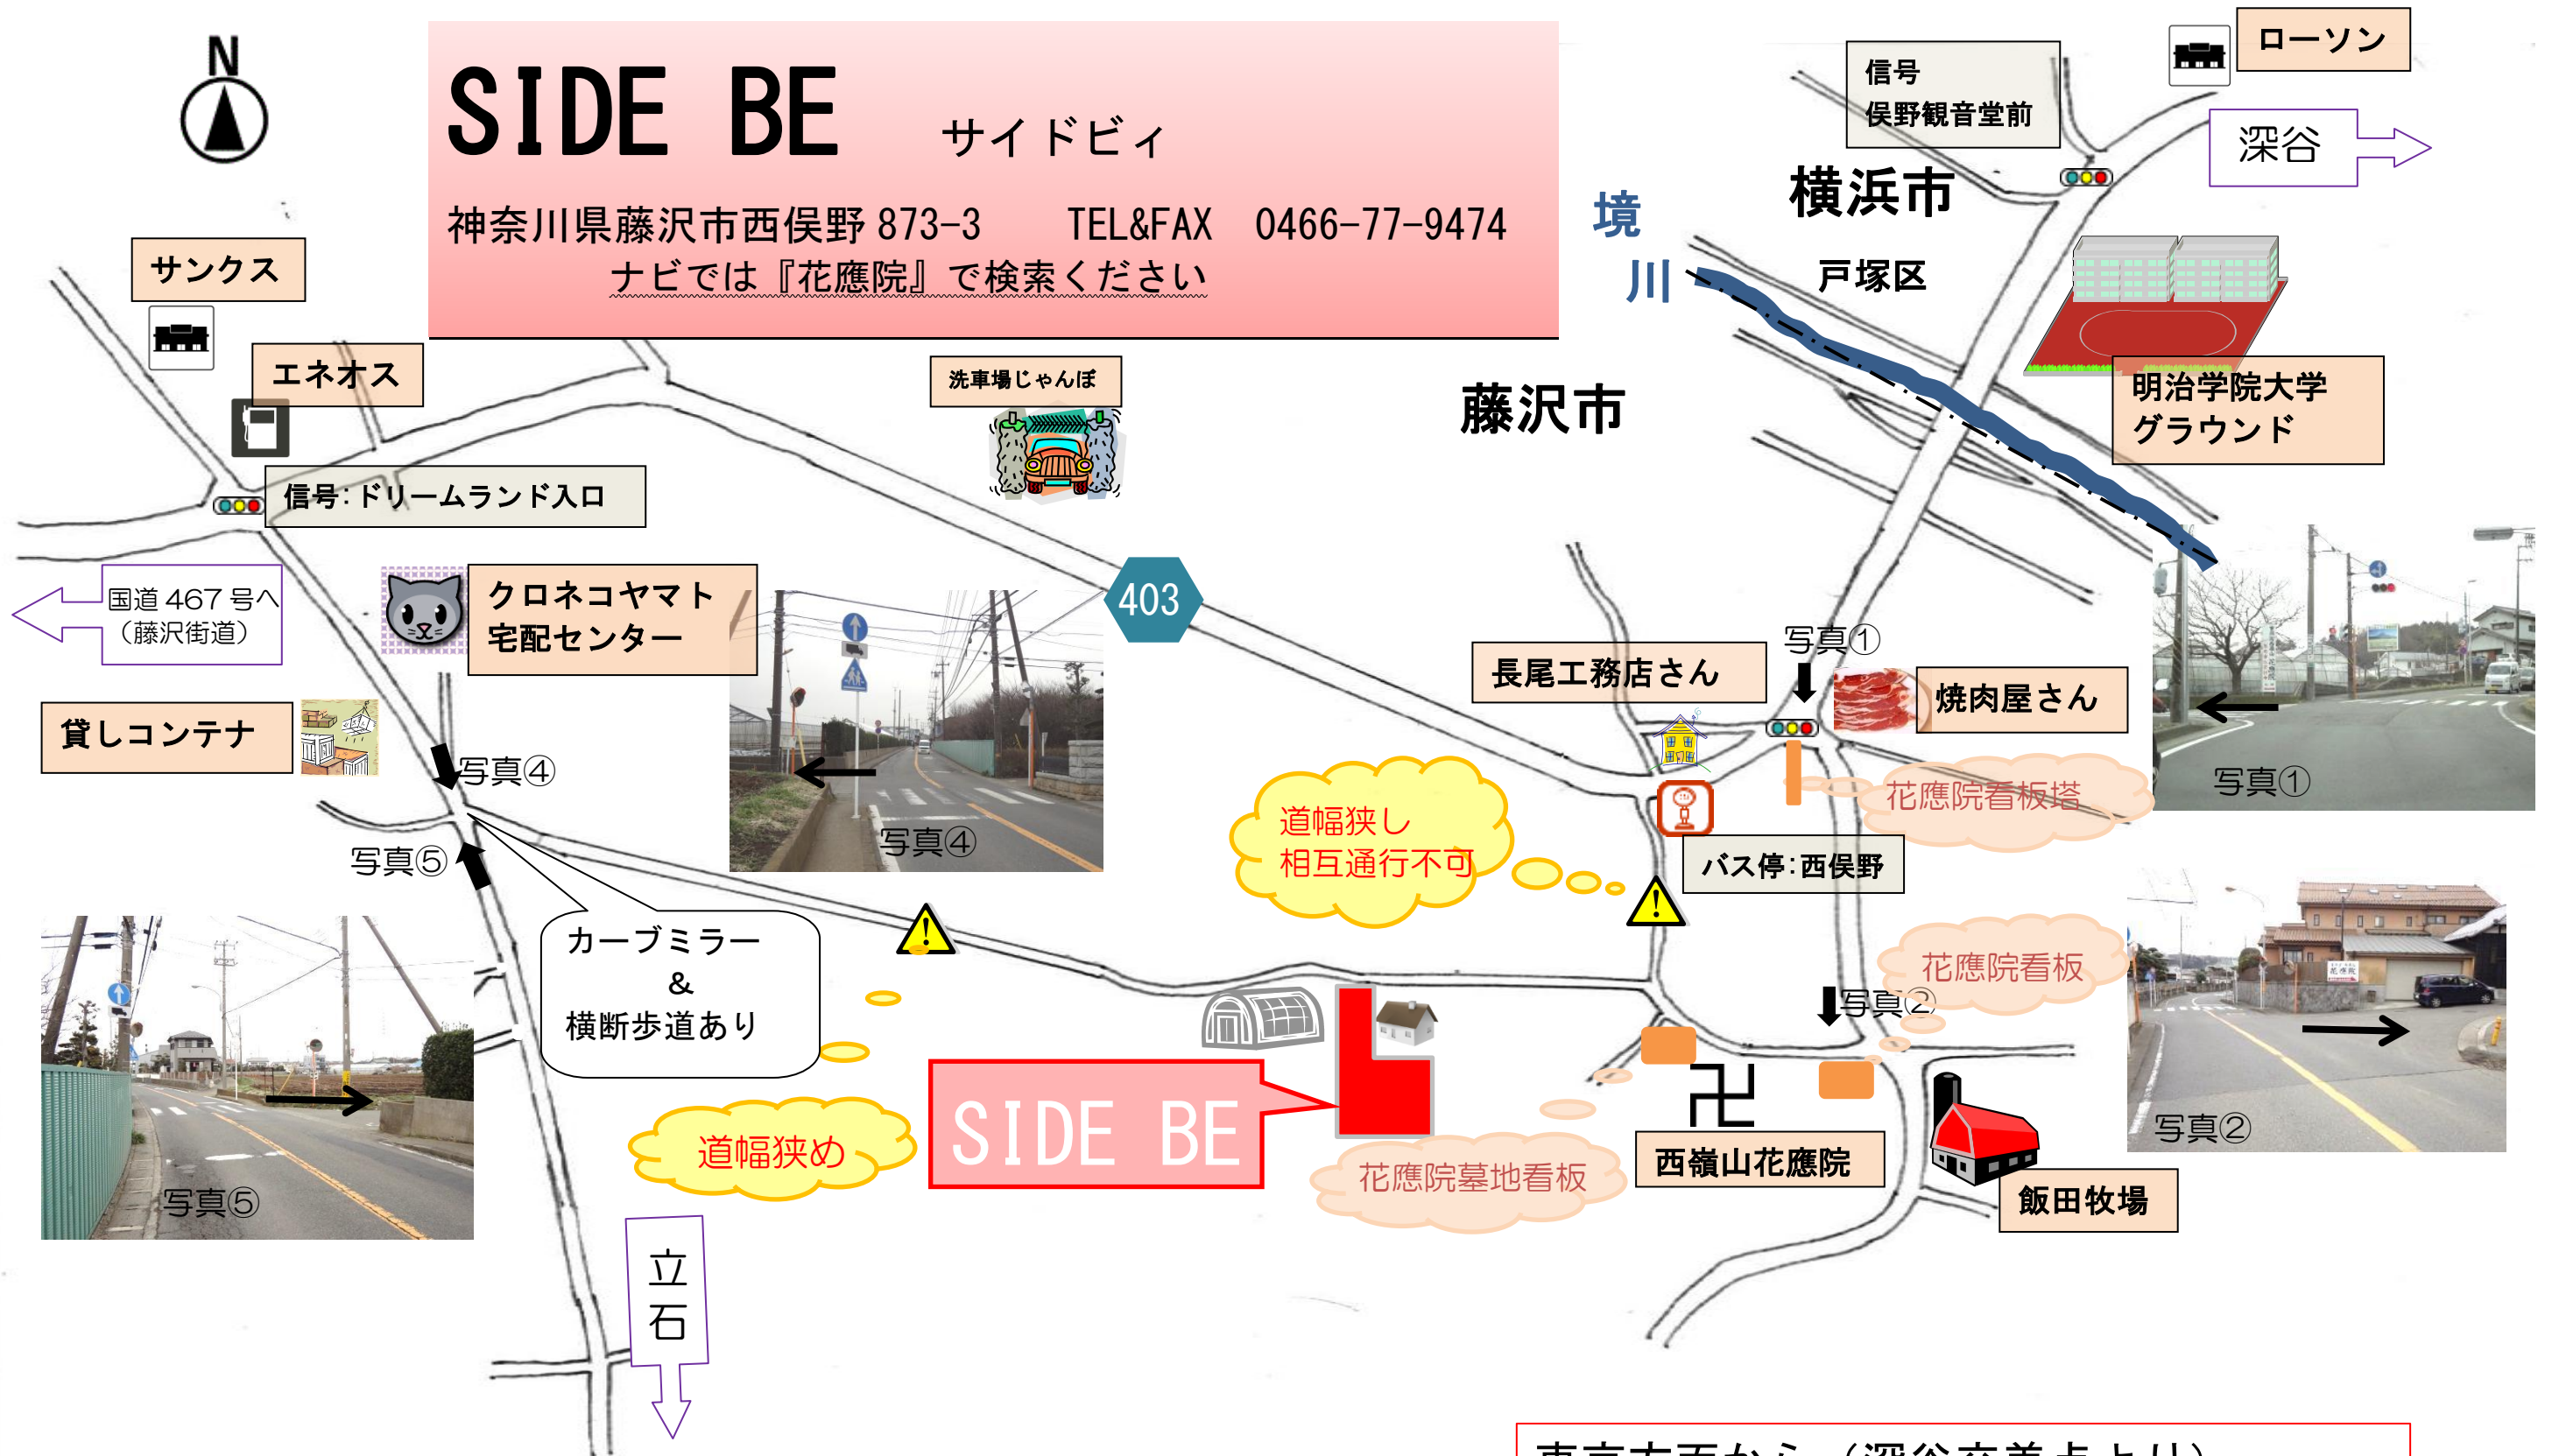 N
SIDE BE サイドビィ
神奈川県藤沢市西俣野873-3 TEL&FAX 0466-77-9474
ナビでは『花應院』で検索ください
ローソン
信号
俣野観音堂前
深谷
横浜市
戸塚区
境
川
サンクス
エネオス
洗車場じゃんぼ
藤沢市
明治学院大学
グラウンド
信号:ドリームランド入口
国道467号へ
(藤沢街道)
クロネコヤマト
宅配センター
403
写真①
長尾工務店さん
焼肉屋さん
貸しコンテナ
写真④
写真④
写真①
花應院看板塔
道幅狭し
相互通行不可
バス停:西俣野
写真⑤
カーブミラー
&
横断歩道あり
花應院看板
写真②
花應院
写真②
SIDE BE
道幅狭め
花應院墓地看板
西嶺山花應院
飯田牧場
写真⑤
立
石